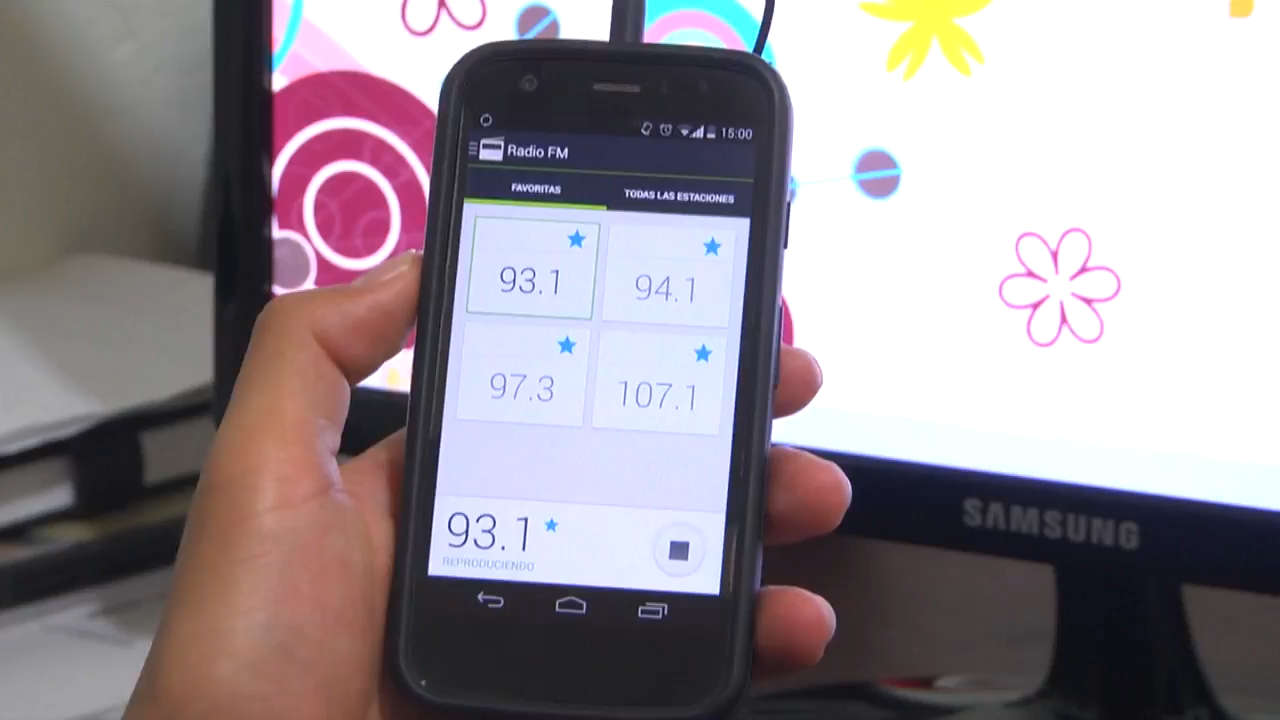 15:00
Radio FM
FAVORITAS
TODAS LAS ESTACIONES
93.1
94.1
97.3
107.1
93.1
REPRODUCIENDO
SAMSUNG